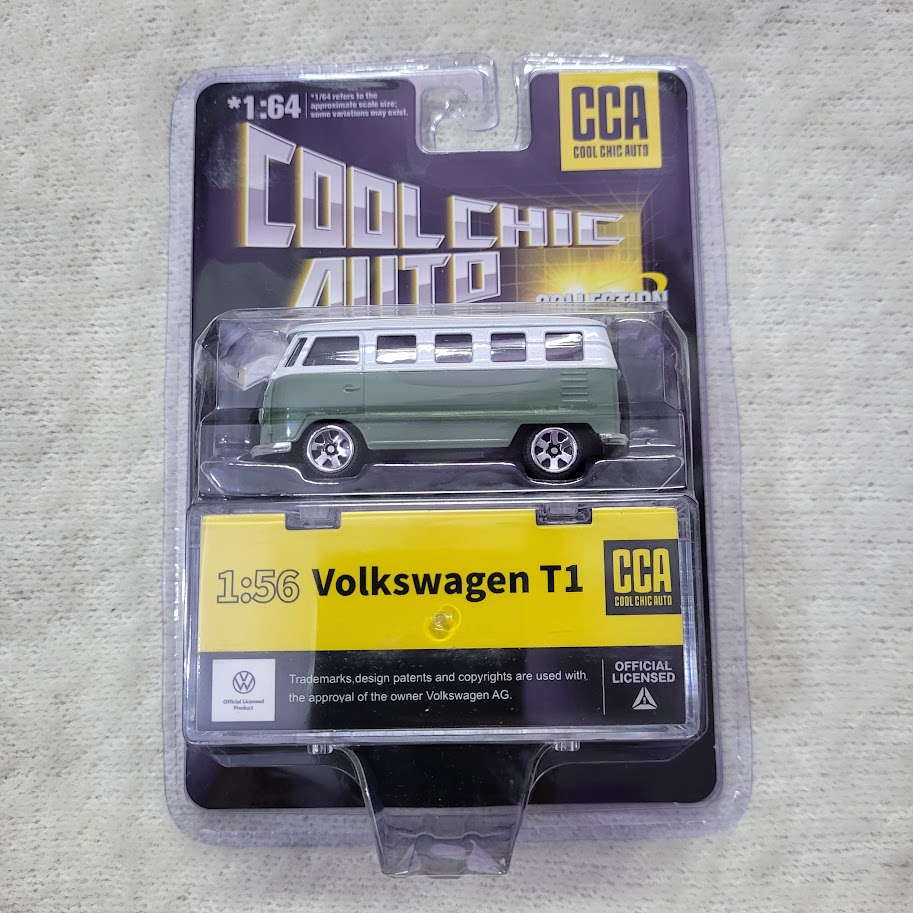 *1:64
*1/64 refers to the
approximate scale size;
some variations may exist.
CCA
COOL CHIC AUTO
COOL CHIC
AUTO
COLLECTION
1:56 Volkswagen T1
CCA
COOL CHIC AUTO
Official Licensed
Product
Trademarks,design patents and copyrights are used with
the approval of the owner Volkswagen AG.
OFFICIAL
LICENSED